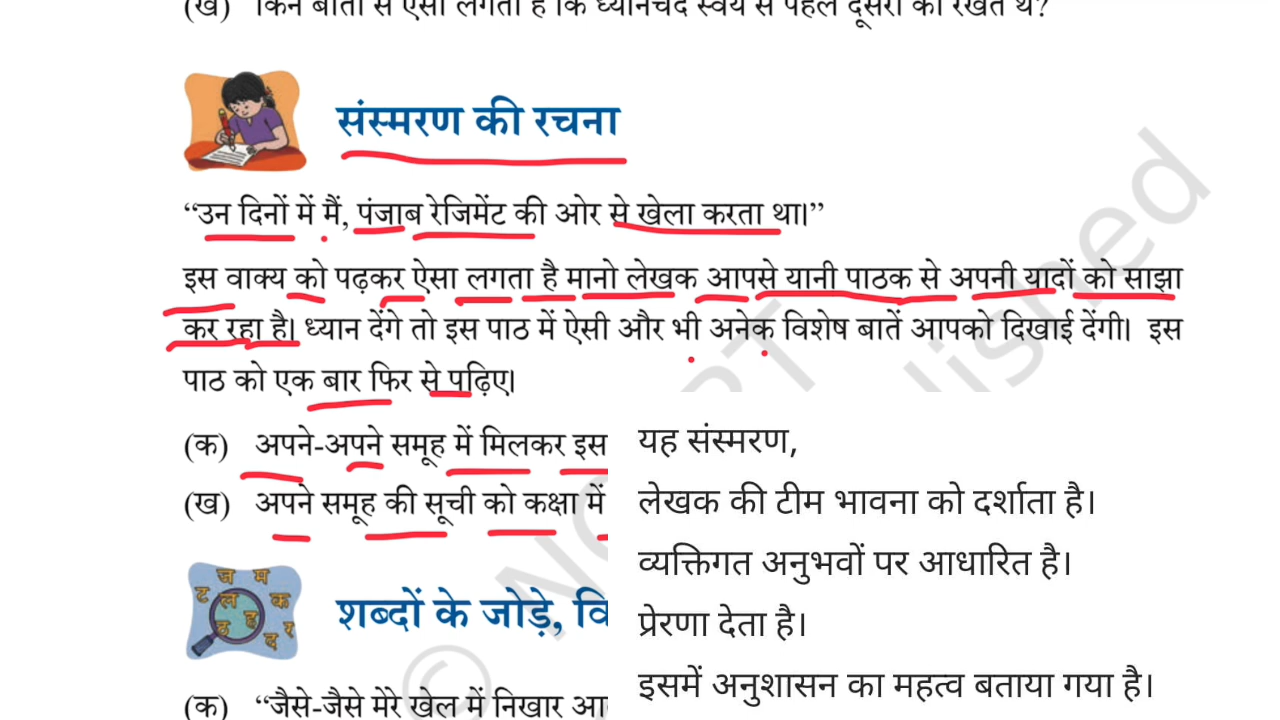 (ख) किन बातों से ऐसा लगता है कि ध्यानचंद स्वयं से पहले दूसरों को रखते थे?
संस्मरण की रचना
“उन दिनों में मैं, पंजाब रेजिमेंट की ओर से खेला करता था।”
इस वाक्य को पढ़कर ऐसा लगता है मानो लेखक आपसे यानी पाठक से अपनी यादों को साझा
कर रहा है। ध्यान देंगे तो इस पाठ में ऐसी और भी अनेक विशेष बातें आपको दिखाई देंगी। इस
पाठ को एक बार फिर से पढ़िए।
(क) अपने-अपने समूह में मिलकर इस
(ख) अपने समूह की सूची को कक्षा में
यह संस्मरण,
लेखक की टीम भावना को दर्शाता है।
व्यक्तिगत अनुभवों पर आधारित है।
प्रेरणा देता है।
इसमें अनुशासन का महत्व बताया गया है।
ज म
ट ल क
ठ ह द र
शब्दों के जोड़े, वि
(क) “जैसे-जैसे मेरे खेल में निखार आ